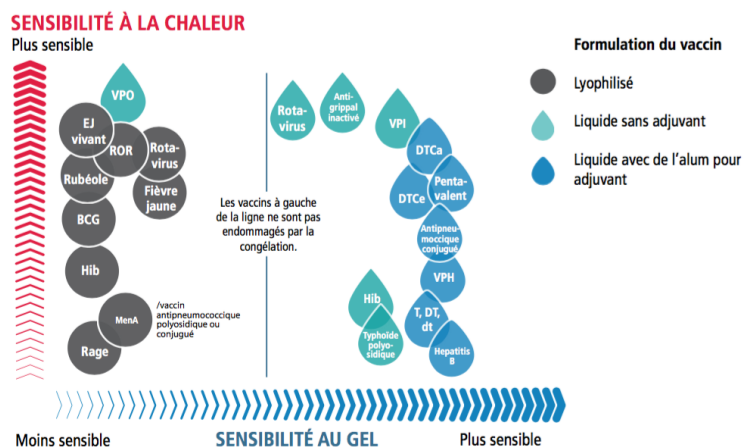 SENSIBILITÉ À LA CHALEUR
Plus sensible
Formulation du vaccin
Lyophilisé
Liquide sans adjuvant
Liquide avec de l’alum pour
adjuvant
VPO
EJ
vivant
ROR
Rota-
virus
Rubéole
Fièvre
jaune
BCG
Hib
MenA
/vaccin
antipneumococcique
polyosidique ou
conjugué
Rage
Les vaccins à gauche
de la ligne ne sont pas
endommagés par la
congélation.
Rota-
virus
Anti-
grippal
inactivé
VPI
DTCa
DTCe
Penta-
valent
Antipneu-
moccique
conjugué
VPH
Hib
Typhoïde
polyo-
sidique
T, DT,
dt
Hepatitis
B
Moins sensible
SENSIBILITÉ AU GEL
Plus sensible